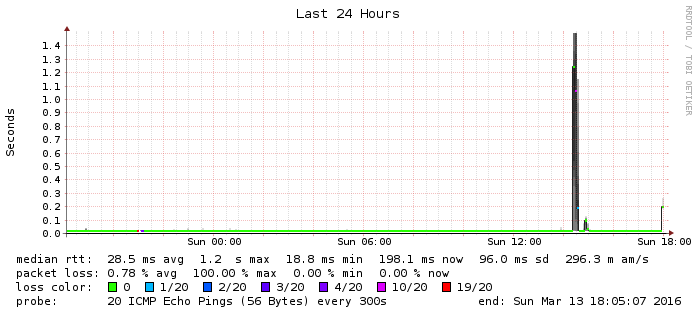 Last 24 Hours
RRDTOOL / TOBI OETIKER
Seconds
1.4
1.3
1.2
1.1
1.0
0.9
0.8
0.7
0.6
0.5
0.4
0.3
0.2
0.1
0.0
Sun 00:00 Sun 06:00 Sun 12:00 Sun 18:00
median rtt: 28.5 ms avg 1.2 s max 18.8 ms min 198.1 ms now 96.0 ms sd 296.3 m am/s
packet loss: 0.78 % avg 100.00 % max 0.00 % min 0.00 % now
loss color: 0 1/20 2/20 3/20 4/20 10/20 19/20
probe: 20 ICMP Echo Pings (56 Bytes) every 300s end: Sun Mar 13 18:05:07 2016